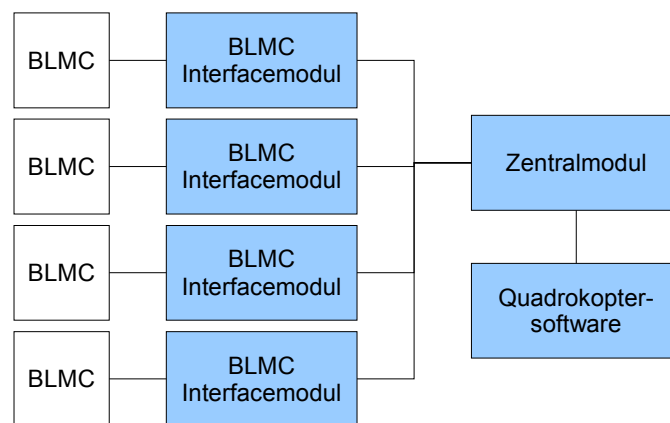 BLMC
BLMC
Interfacemodul
BLMC
BLMC
Interfacemodul
BLMC
BLMC
Interfacemodul
BLMC
BLMC
Interfacemodul
Zentralmodul
Quadrokopter-
software